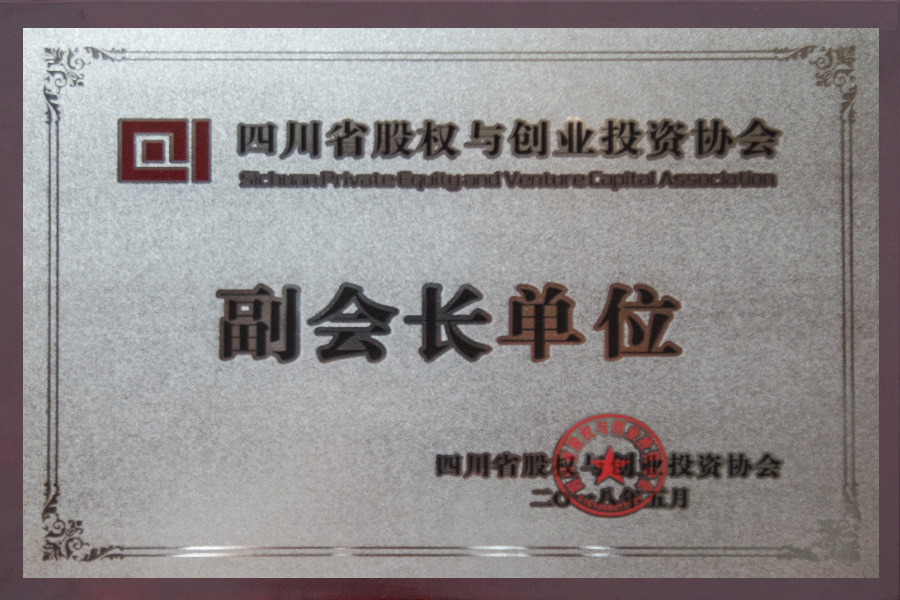 四川省股权与创业投资协会
Sichuan Private Equity and Venture Capital Association
副会长单位
四川省股权与创业投资协会
二〇一八年五月